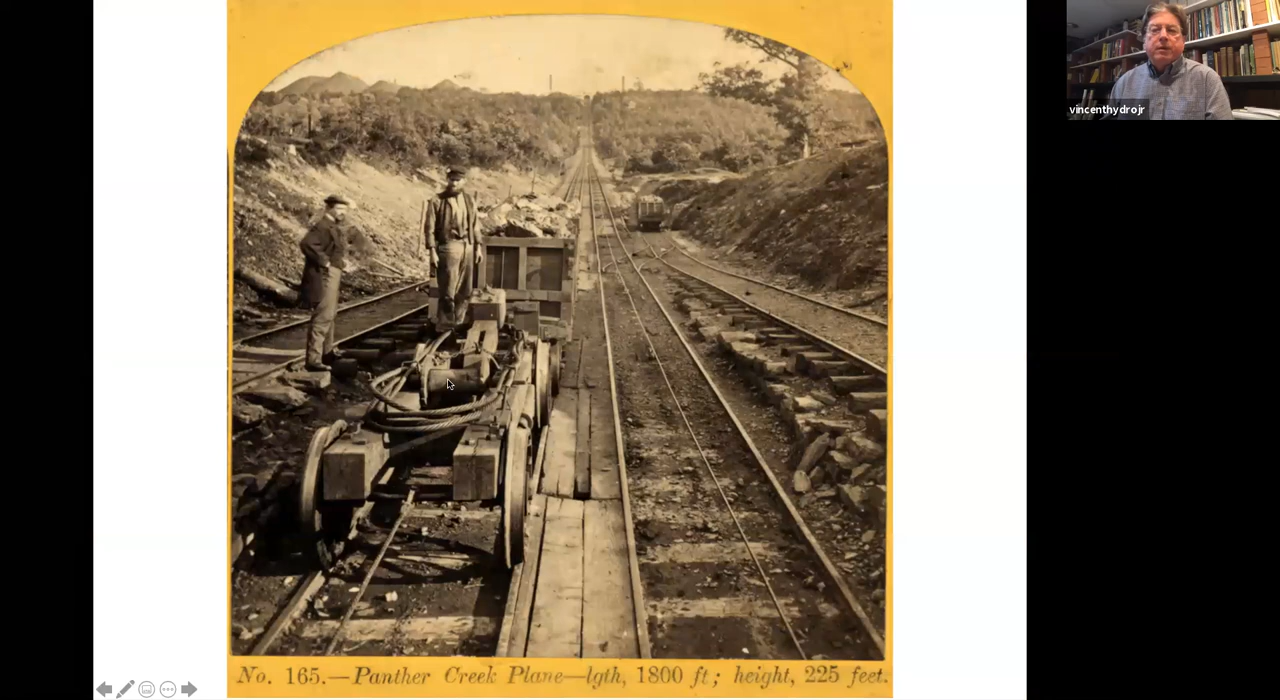 vincenthydrojr
No. 165.—Panther Creek Plane—lgth, 1800 ft; height, 225 feet.